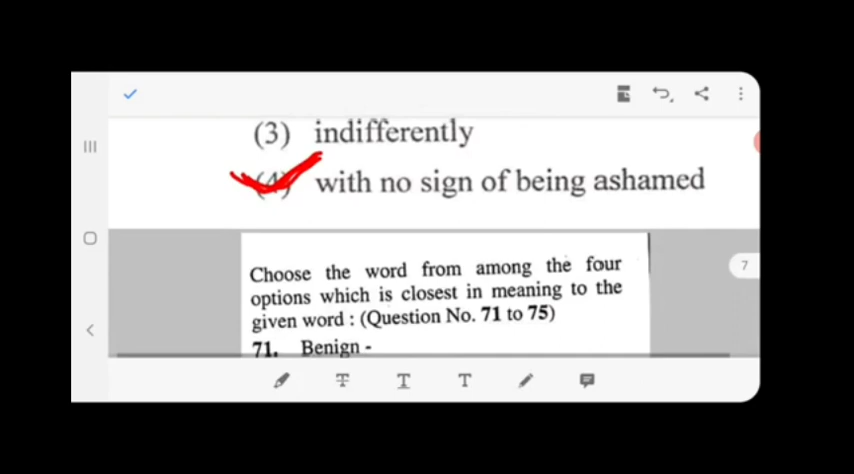 (3) indifferently
(4) with no sign of being ashamed
Choose the word from among the four
options which is closest in meaning to the
given word : (Question No. 71 to 75)
71. Benign -
7